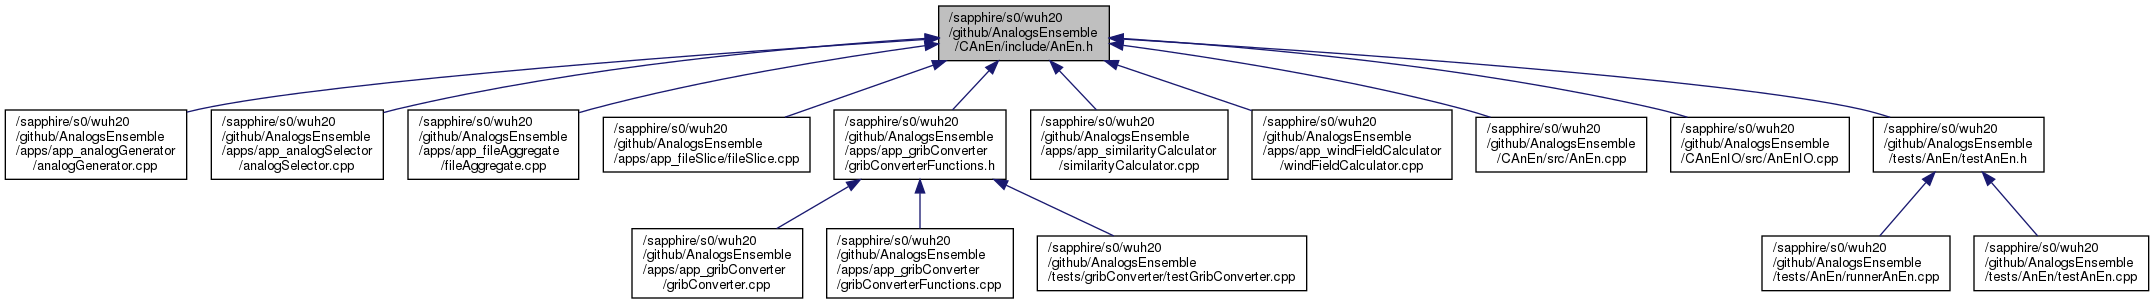 /sapphire/s0/wuh20
/github/AnalogsEnsemble
/CAnEn/include/AnEn.h
/sapphire/s0/wuh20
/github/AnalogsEnsemble
/apps/app_analogGenerator
/analogGenerator.cpp
/sapphire/s0/wuh20
/github/AnalogsEnsemble
/apps/app_analogSelector
/analogSelector.cpp
/sapphire/s0/wuh20
/github/AnalogsEnsemble
/apps/app_fileAggregate
/fileAggregate.cpp
/sapphire/s0/wuh20
/github/AnalogsEnsemble
/apps/app_fileSlice/fileSlice.cpp
/sapphire/s0/wuh20
/github/AnalogsEnsemble
/apps/app_gribConverter
/gribConverterFunctions.h
/sapphire/s0/wuh20
/github/AnalogsEnsemble
/apps/app_similarityCalculator
/similarityCalculator.cpp
/sapphire/s0/wuh20
/github/AnalogsEnsemble
/apps/app_windFieldCalculator
/windFieldCalculator.cpp
/sapphire/s0/wuh20
/github/AnalogsEnsemble
/CAnEn/src/AnEn.cpp
/sapphire/s0/wuh20
/github/AnalogsEnsemble
/CAnEnIO/src/AnEnIO.cpp
/sapphire/s0/wuh20
/github/AnalogsEnsemble
/tests/AnEn/testAnEn.h
/sapphire/s0/wuh20
/github/AnalogsEnsemble
/apps/app_gribConverter
/gribConverter.cpp
/sapphire/s0/wuh20
/github/AnalogsEnsemble
/apps/app_gribConverter
/gribConverterFunctions.cpp
/sapphire/s0/wuh20
/github/AnalogsEnsemble
/tests/gribConverter/testGribConverter.cpp
/sapphire/s0/wuh20
/github/AnalogsEnsemble
/tests/AnEn/runnerAnEn.cpp
/sapphire/s0/wuh20
/github/AnalogsEnsemble
/tests/AnEn/testAnEn.cpp